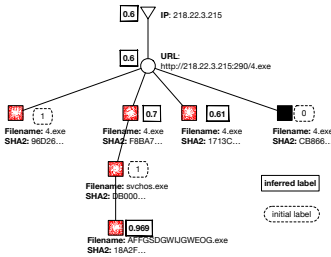 0.6 IP: 218.22.3.215
0.6 URL:
http://218.22.3.215:290/4.exe
1 0.7 0.61 0
Filename: 4.exe Filename: 4.exe Filename: 4.exe Filename: 4.exe
SHA2: 96D26... SHA2: F8BA7... SHA2: 1713C... SHA2: CB866...
1
Filename: svchos.exe
SHA2: DB000...
inferred label
0.969
initial label
Filename: AFFGSDGWIJGWEOG.exe
SHA2: 18A2F...